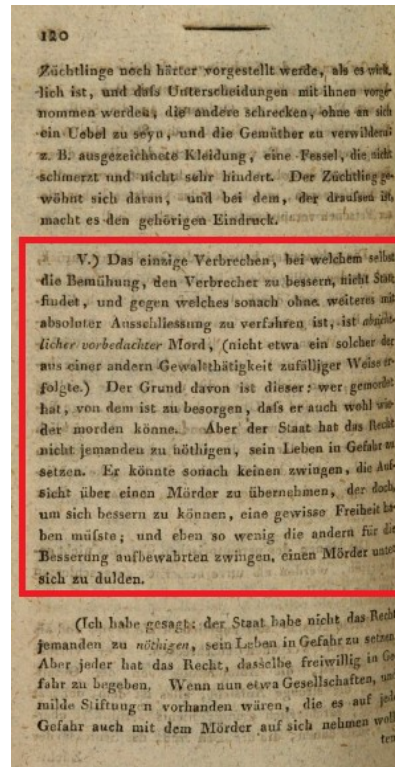 120
Züchtlinge noch härter vorgestellt werde, als es wirk-
lich ist, und dafs Unterscheidungen mit ihnen vorge-
nommen werden, die andere schrecken, ohne an sich
ein Uebel zu seyn, und die Gemüther zu verwildern:
z. B. ausgezeichnete Kleidung, eine Fessel, die nicht
schmerzt und nicht sehr hindert. Der Züchtling ge-
wöhnt sich daran, und bei dem, der draufsen ist,
macht es den gehörigen Eindruck.
V.) Das einzige Verbrechen, bei welchem selbst
die Bemühung, den Verbrecher zu bessern, nicht Statt
findet, und gegen welches sonach ohne weiteres mit
absoluter Ausschliessung zu verfahren ist, ist absicht-
licher vorbedachter Mord, (nicht etwa ein solcher der
aus einer andern Gewaltthätigkeit zufälliger Weise er-
folgte.) Der Grund davon ist dieser: wer gemordet
hat, von dem ist zu besorgen, dafs er auch wohl wie-
der morden könne. Aber der Staat hat das Recht
nicht jemanden zu nöthigen, sein Leben in Gefahr zu
setzen. Er könnte sonach keinen zwingen, die Auf-
sicht über einen Mörder zu übernehmen, der doch,
um sich bessern zu können, eine gewisse Freiheit ha-
ben müfste; und eben so wenig die andern für die
Besserung aufbewahrten zwingen, einen Mörder unter
sich zu dulden.
(Ich habe gesagt: der Staat habe nicht das Recht
jemanden zu nöthigen, sein Leben in Gefahr zu setzen
Aber jeder hat das Recht, dasselbe freiwillig in Ge-
fahr zu begeben. Wenn nun etwa Gesellschaften, und
milde Stiftungen vorhanden wären, die es auf jede
Gefahr auch mit dem Mörder auf sich nehmen woll-
ten